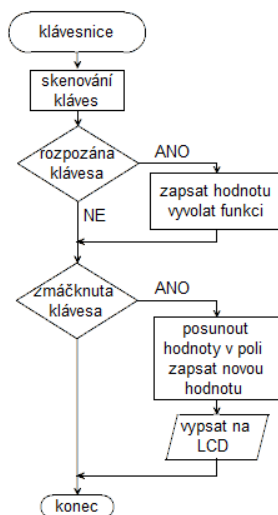 klávesnice
skenování
kláves
rozpozána
klávesa
ANO
zapsat hodnotu
vyvolat funkci
NE
zmáčknuta
klávesa
ANO
posunout
hodnoty v poli
zapsat novou
hodnotu
vypsat na
LCD
konec